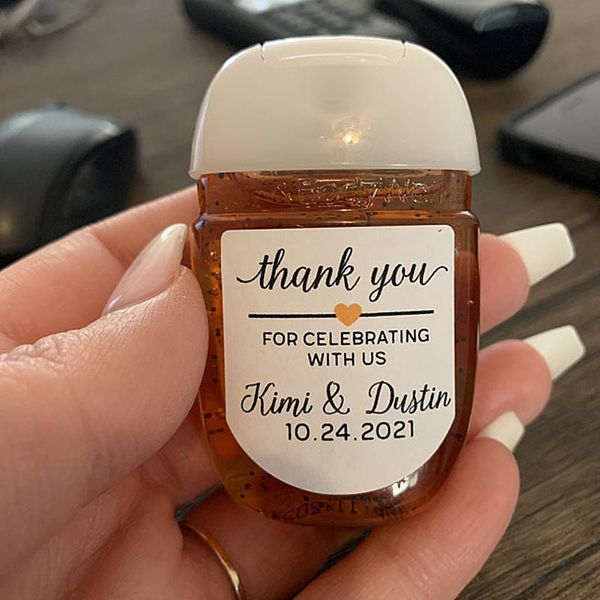 thank you
FOR CELEBRATING
WITH US
Kimi & Dustin
10.24.2021